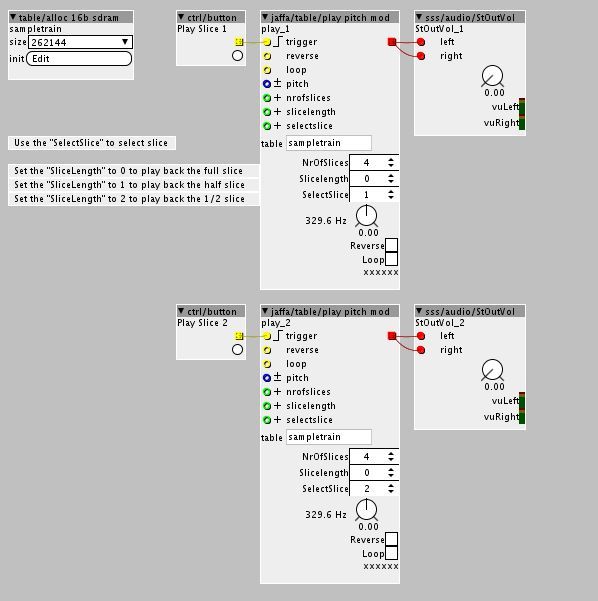 table/alloc 16b sdram
sampletrain
size 262144
init Edit
ctrl/button
Play Slice 1
jaffa/table/play pitch mod
play_1
trigger
reverse
loop
± pitch
+ nrofslices
+ slicelength
+ selectslice
table sampletrain
NrOfSlices 4
Slicelength 0
SelectSlice 1
329.6 Hz
0.00
Reverse
Loop
xxxxxx
sss/audio/StOutVol
StOutVol_1
left
right
0.00
vuLeft
vuRight
Use the "SelectSlice" to select slice
Set the "SliceLength" to 0 to play back the full slice
Set the "SliceLength" to 1 to play back the half slice
Set the "SliceLength" to 2 to play back the 1/2 slice
ctrl/button
Play Slice 2
jaffa/table/play pitch mod
play_2
trigger
reverse
loop
± pitch
+ nrofslices
+ slicelength
+ selectslice
table sampletrain
NrOfSlices 4
Slicelength 0
SelectSlice 2
329.6 Hz
0.00
Reverse
Loop
xxxxxx
sss/audio/StOutVol
StOutVol_2
left
right
0.00
vuLeft
vuRight